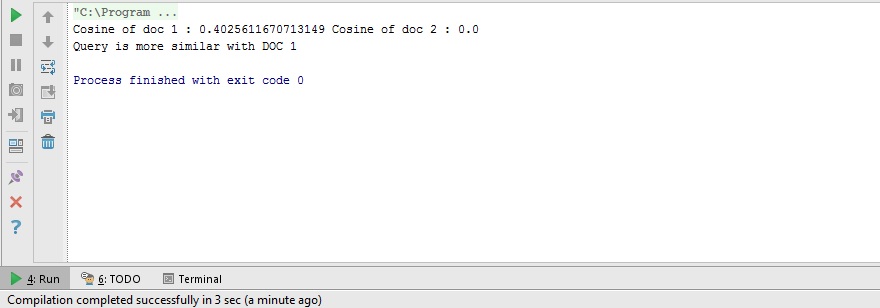 "C:\Program ...
Cosine of doc 1 : 0.4025611670713149 Cosine of doc 2 : 0.0
Query is more similar with DOC 1
Process finished with exit code 0
4: Run 6: TODO Terminal
Compilation completed successfully in 3 sec (a minute ago)